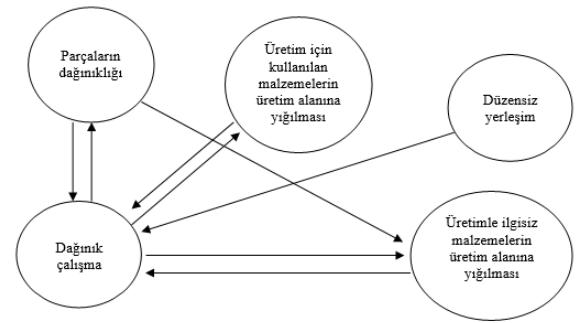 Parçaların
dağınıklığı
Üretim için
kullanılan
malzemelerin
üretim alanına
yığılması
Düzensiz
yerleşim
Dağınık
çalışma
Üretimle ilgisiz
malzemelerin
üretim alanına
yığılması